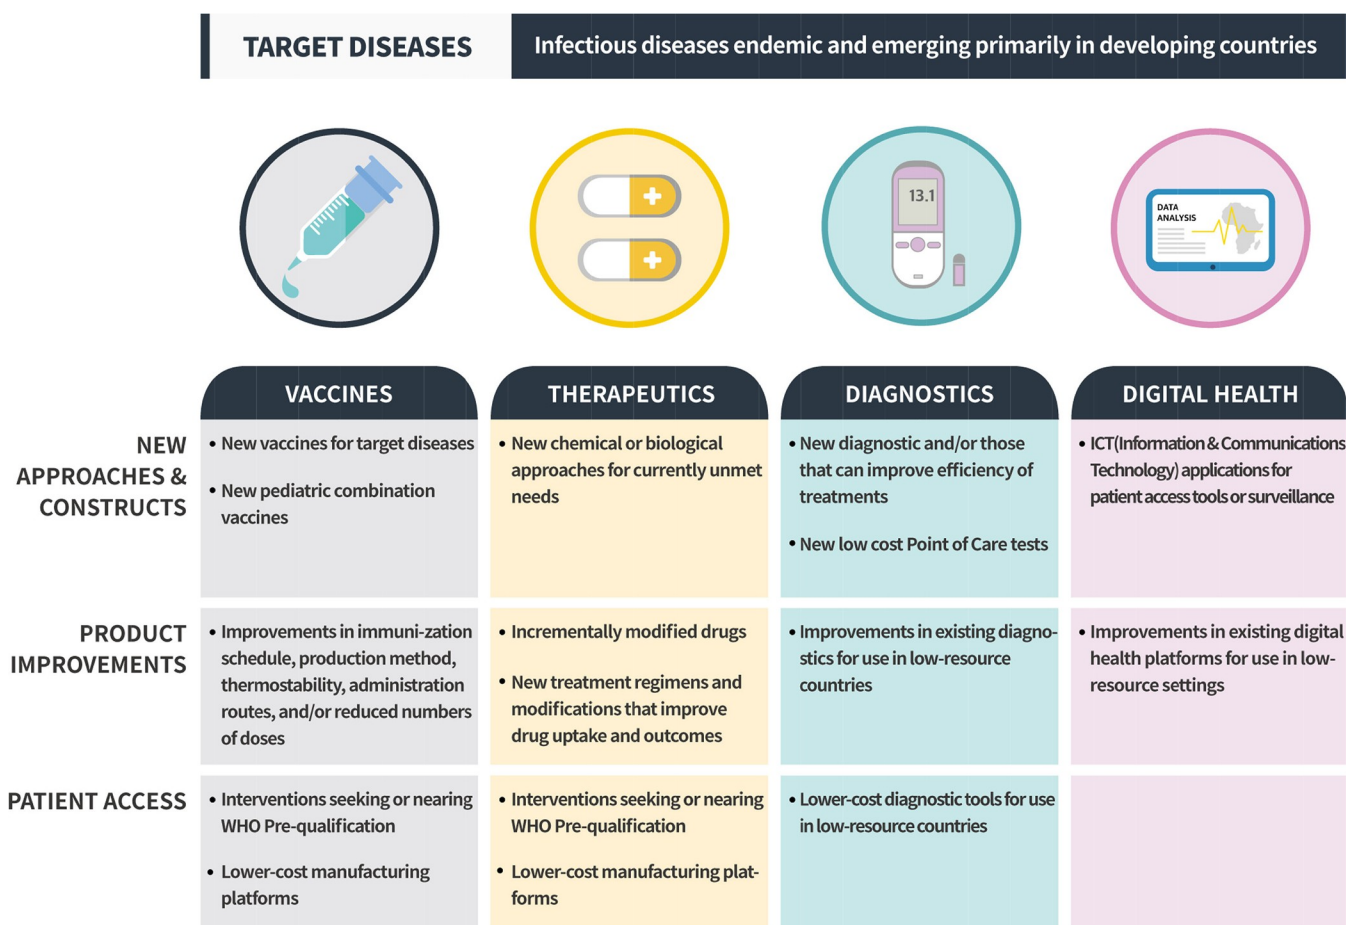 TARGET DISEASES
Infectious diseases endemic and emerging primarily in developing countries
13.1
DATA
ANALYSIS
VACCINES
THERAPEUTICS
DIAGNOSTICS
DIGITAL HEALTH
NEW
APPROACHES &
CONSTRUCTS
• New vaccines for target diseases
• New pediatric combination
vaccines
• New chemical or biological
approaches for currently unmet
needs
• New diagnostic and/or those
that can improve efficiency of
treatments
• New low cost Point of Care tests
• ICT(Information & Communications
Technology) applications for
patient access tools or surveillance
PRODUCT
IMPROVEMENTS
• Improvements in immuni-zation
schedule, production method,
thermostability, administration
routes, and/or reduced numbers
of doses
• Incrementally modified drugs
• New treatment regimens and
modifications that improve
drug uptake and outcomes
• Improvements in existing diagno-
stics for use in low-resource
countries
• Improvements in existing digital
health platforms for use in low-
resource settings
PATIENT ACCESS
• Interventions seeking or nearing
WHO Pre-qualification
• Lower-cost manufacturing
platforms
• Interventions seeking or nearing
WHO Pre-qualification
• Lower-cost manufacturing plat-
forms
• Lower-cost diagnostic tools for use
in low-resource countries